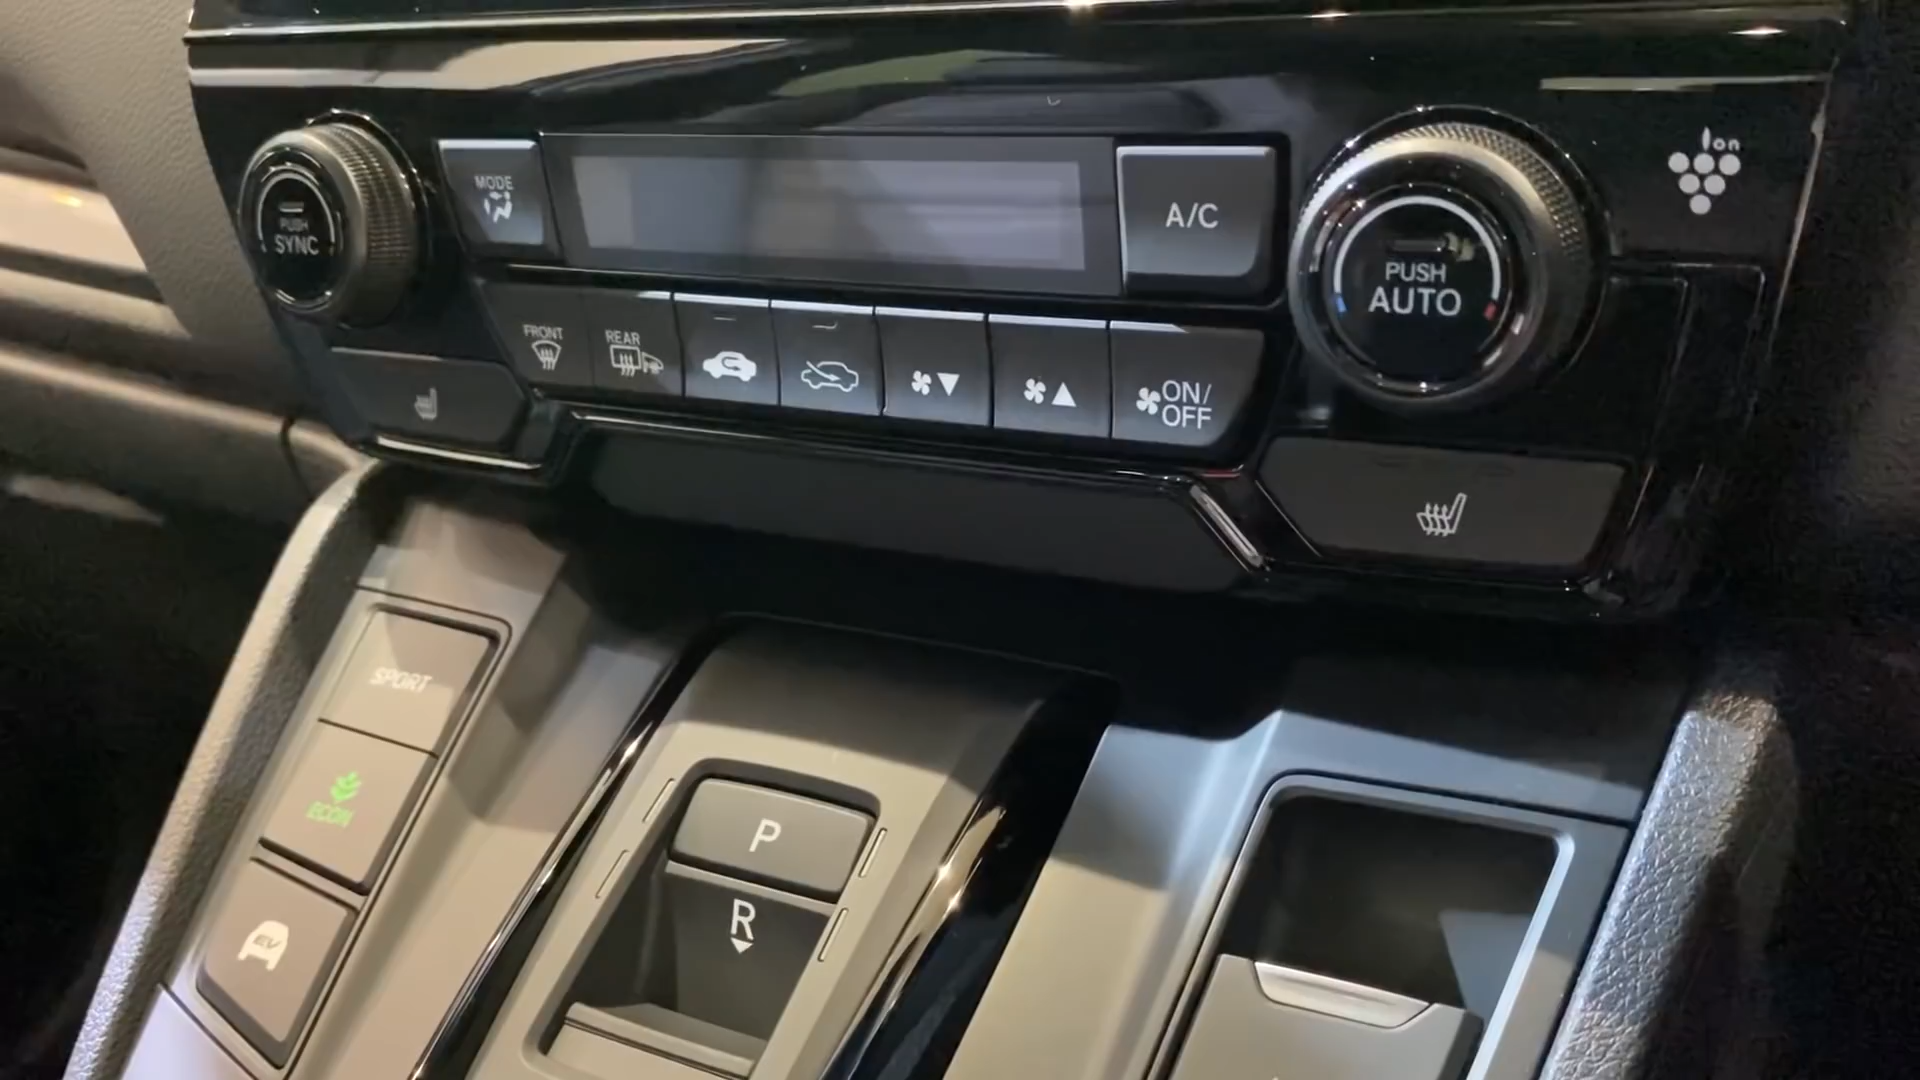 Ion
MODE
A/C
PUSH
SYNC
PUSH
AUTO
FRONT
REAR
ON/
OFF
SPORT
ECON
P
EV
R